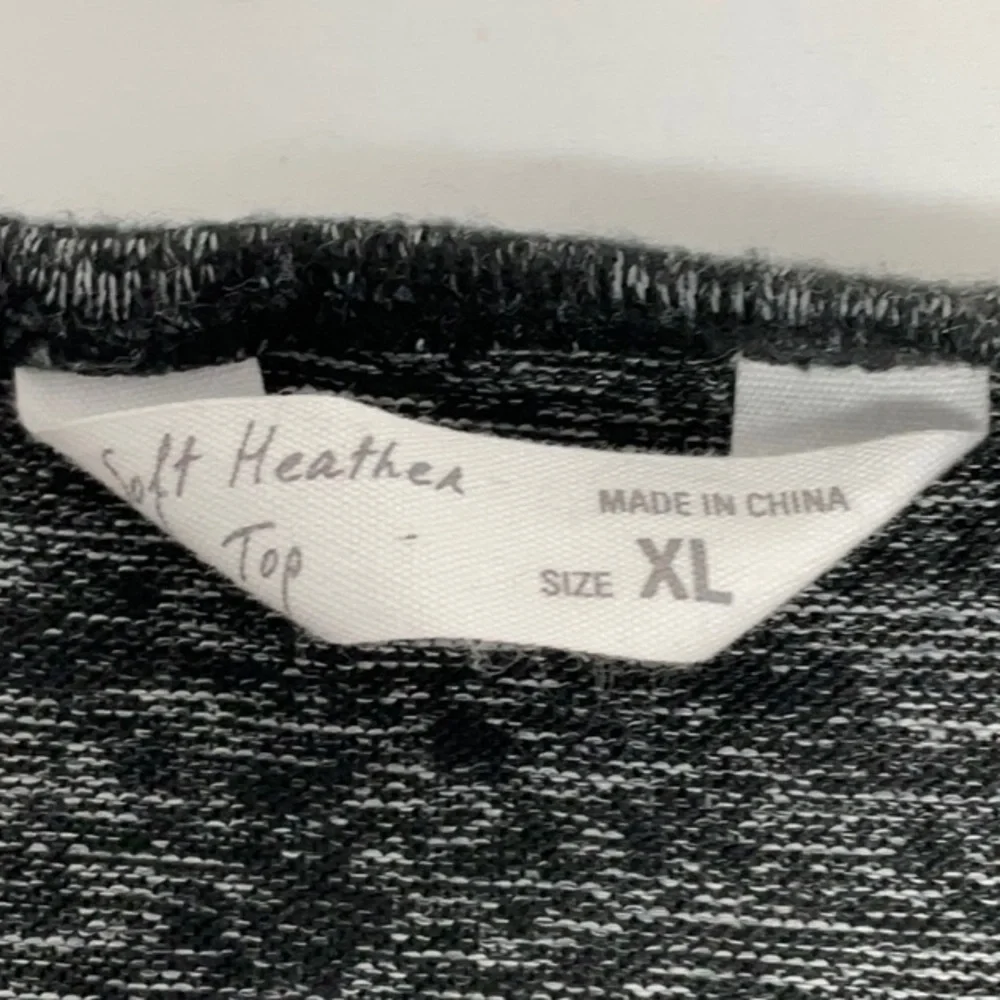 Soft Heather
Top
MADE IN CHINA
SIZE XL